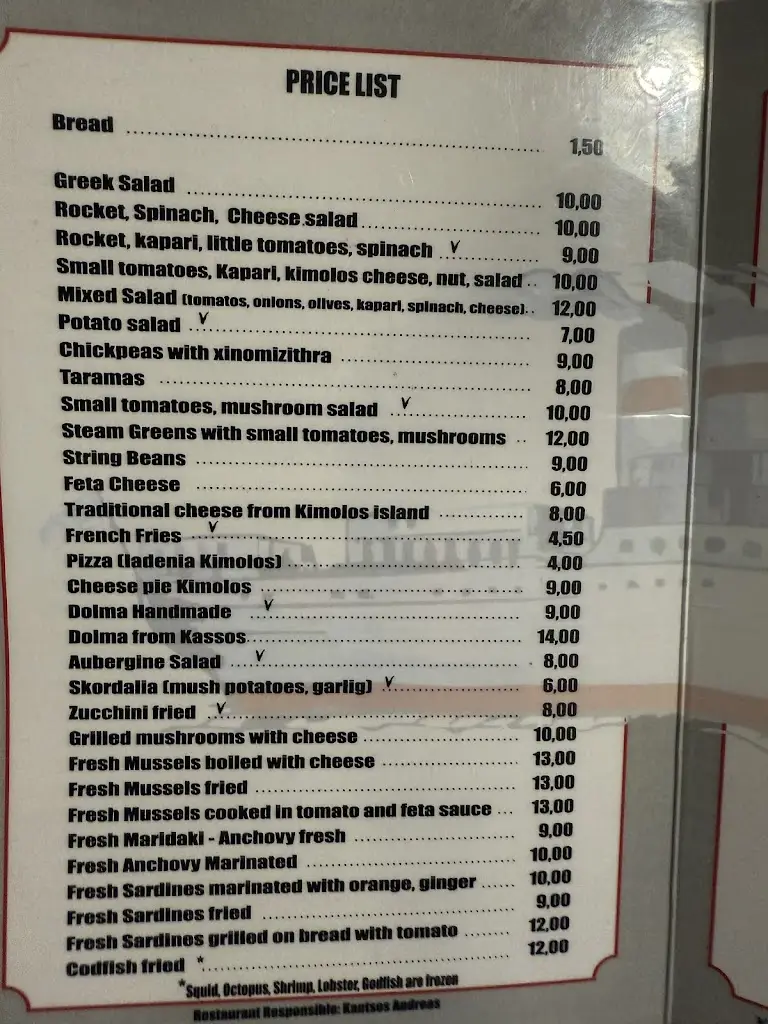 PRICE LIST
Bread ........ 1,50
Greek Salad ........ 10,00
Rocket, Spinach, Cheese.salad ........ 10,00
Rocket, kapari, little tomatoes, spinach V ........ 9,00
Small tomatoes, Kapari, kimolos cheese, nut, salad .. 10,00
Mixed Salad (tomatos, onions, olives, kapari, spinach, cheese).. 12,00
Potato salad V ........ 7,00
Chickpeas with xinomizithra ........ 9,00
Taramas ........ 8,00
Small tomatoes, mushroom salad V ........ 10,00
Steam Greens with small tomatoes, mushrooms .. 12,00
String Beans ........ 9,00
Feta Cheese ........ 6,00
Traditional cheese from Kimolos island ........ 8,00
French Fries V ........ 4,50
Pizza (ladenia Kimolos) ........ 4,00
Cheese pie Kimolos ........ 9,00
Dolma Handmade V ........ 9,00
Dolma from Kassos ........ 14,00
Aubergine Salad V ........ 8,00
Skordalia (mush potatoes, garlig) V ........ 6,00
Zucchini fried V ........ 8,00
Grilled mushrooms with cheese ........ 10,00
Fresh Mussels boiled with cheese ........ 13,00
Fresh Mussels fried ........ 13,00
Fresh Mussels cooked in tomato and feta sauce ... 13,00
Fresh Maridaki - Anchovy fresh ........ 9,00
Fresh Anchovy Marinated ........ 10,00
Fresh Sardines marinated with orange, ginger ...... 10,00
Fresh Sardines fried ........ 9,00
Fresh Sardines grilled on bread with tomato ........ 12,00
Codfish fried * ........ 12,00
*Squid, Octopus, Shrimp, Lobster, Godfish are frozen
Restaurant Responsible: Kantsos Andreas